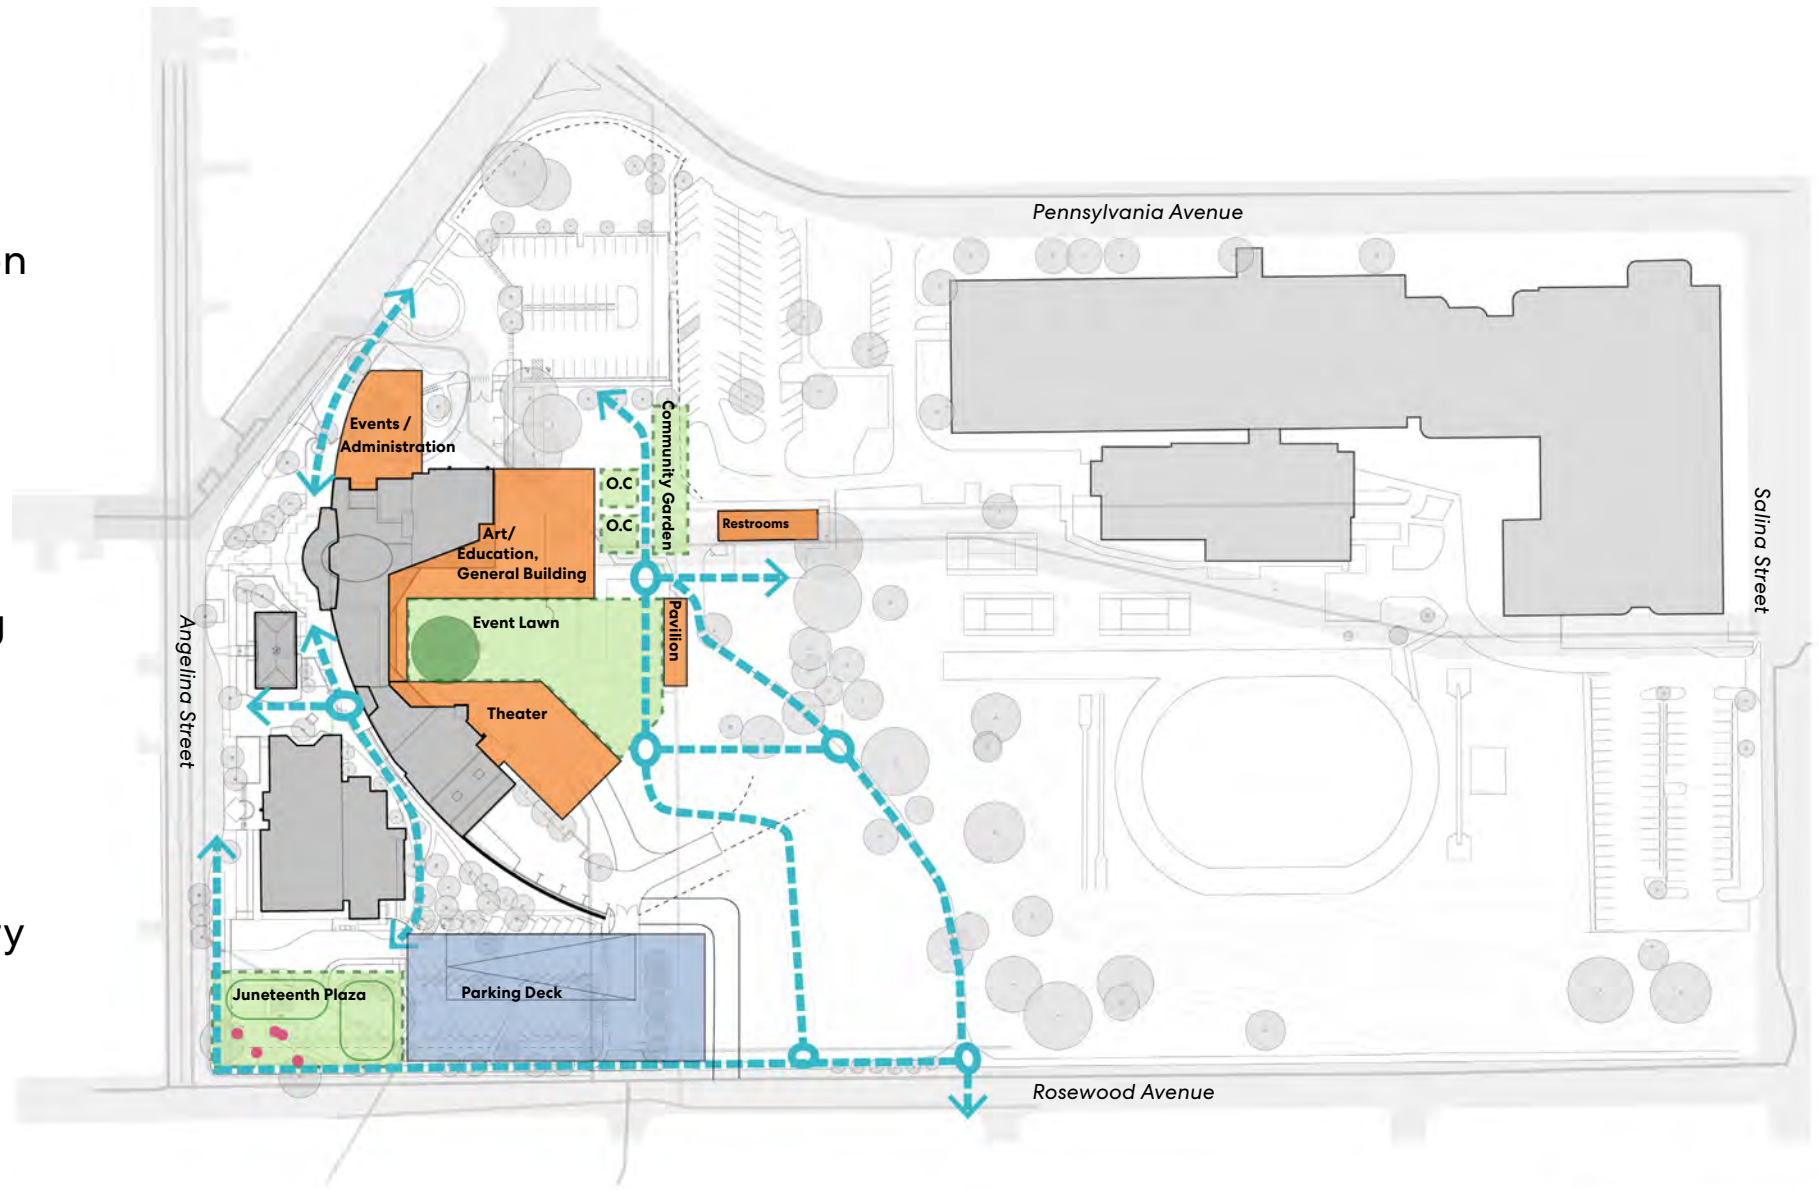 Pennsylvania Avenue
n
Events /
Administration
Community Garden
O.C
O.C
Restrooms
Art/
Education,
General Building
Salina Street
Event Lawn
Pavilion
g
Angelina Street
Theater
ry
Juneteenth Plaza
Parking Deck
Rosewood Avenue